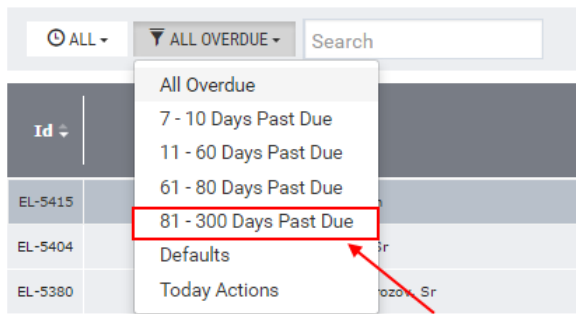 ALL
ALL OVERDUE
Search
All Overdue
7 - 10 Days Past Due
11 - 60 Days Past Due
61 - 80 Days Past Due
81 - 300 Days Past Due
Defaults
Today Actions
Id
EL-5415
EL-5404
Sr
EL-5380
rozov, Sr